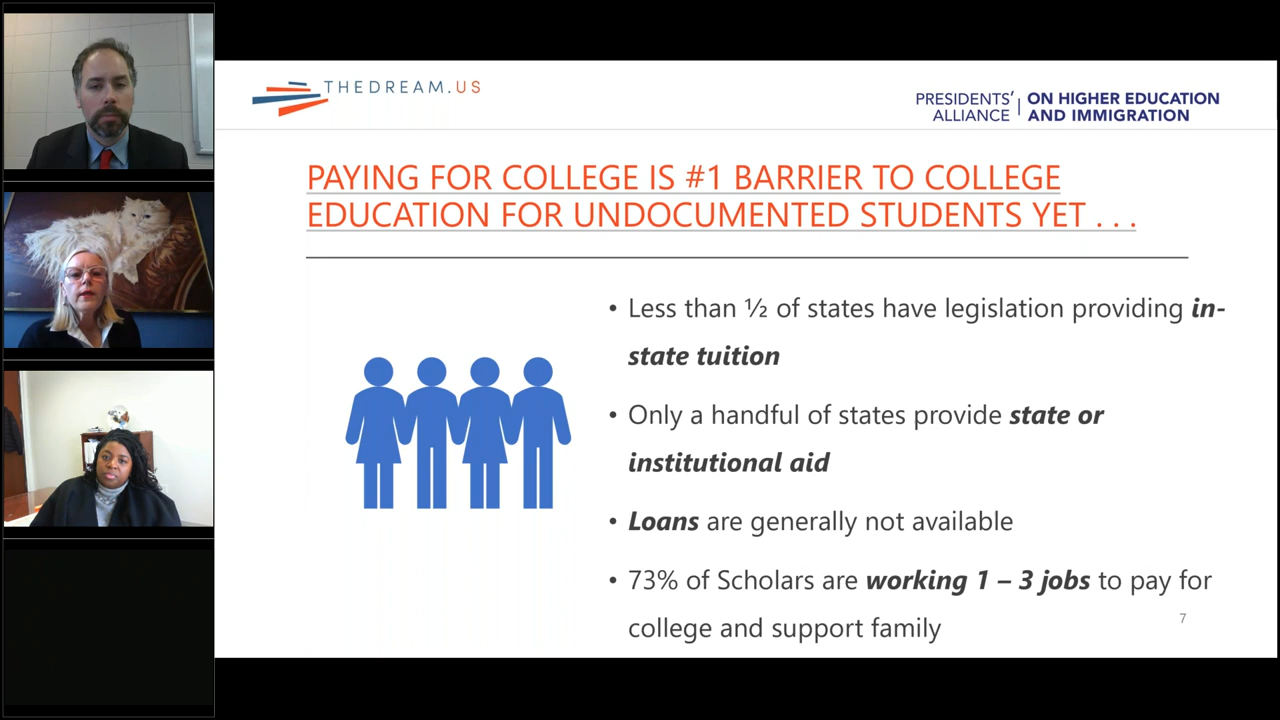 THEDREAM.US
PRESIDENTS' ALLIANCE | ON HIGHER EDUCATION AND IMMIGRATION
PAYING FOR COLLEGE IS #1 BARRIER TO COLLEGE
EDUCATION FOR UNDOCUMENTED STUDENTS YET . . .
• Less than ½ of states have legislation providing in-
state tuition
• Only a handful of states provide state or
institutional aid
• Loans are generally not available
• 73% of Scholars are working 1 – 3 jobs to pay for
college and support family
7